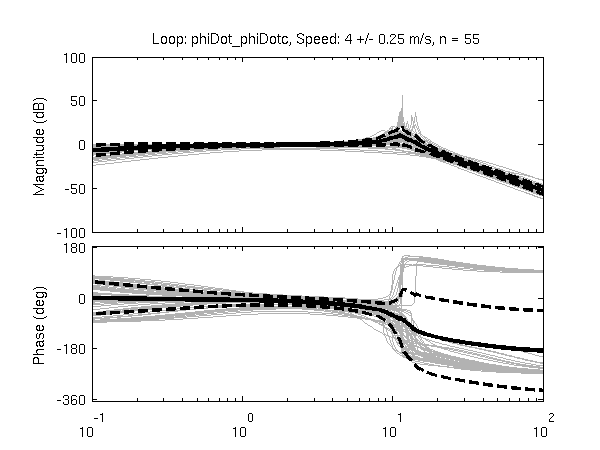 Loop: phiDot_phiDotc, Speed: 4 +/- 0.25 m/s, n = 55
100
50
0
-50
-100
Magnitude (dB)
180
0
-180
-360
Phase (deg)
-1 0 1 2
10 10 10 10